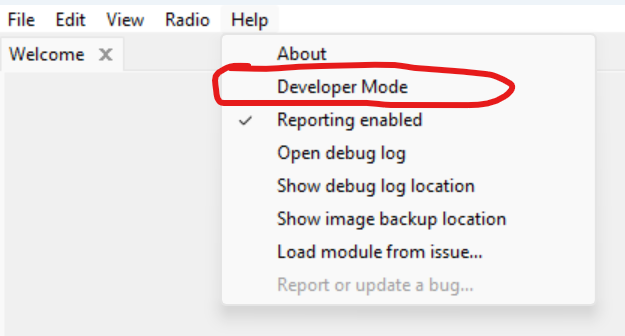 File Edit View Radio Help
Welcome
About
Developer Mode
Reporting enabled
Open debug log
Show debug log location
Show image backup location
Load module from issue...
Report or update a bug...